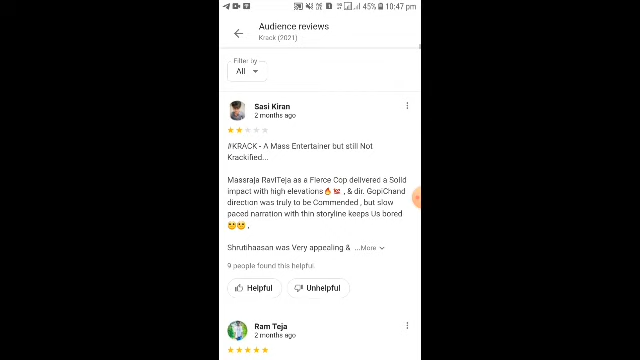 45% 10:47 pm
Audience reviews
Krack (2021)
Filter by
All
Sasi Kiran
2 months ago
#KRACK - A Mass Entertainer but still Not
Krackified...
Massraja RaviTeja as a Fierce Cop delivered a Solid
impact with high elevations🔥💯 , & dir. GopiChand
direction was truly to be Commended , but slow
paced narration with thin storyline keeps Us bored
😬😬 ,
Shrutihaasan was Very appealing & ...More
9 people found this helpful
Helpful Unhelpful
Ram Teja
2 months ago